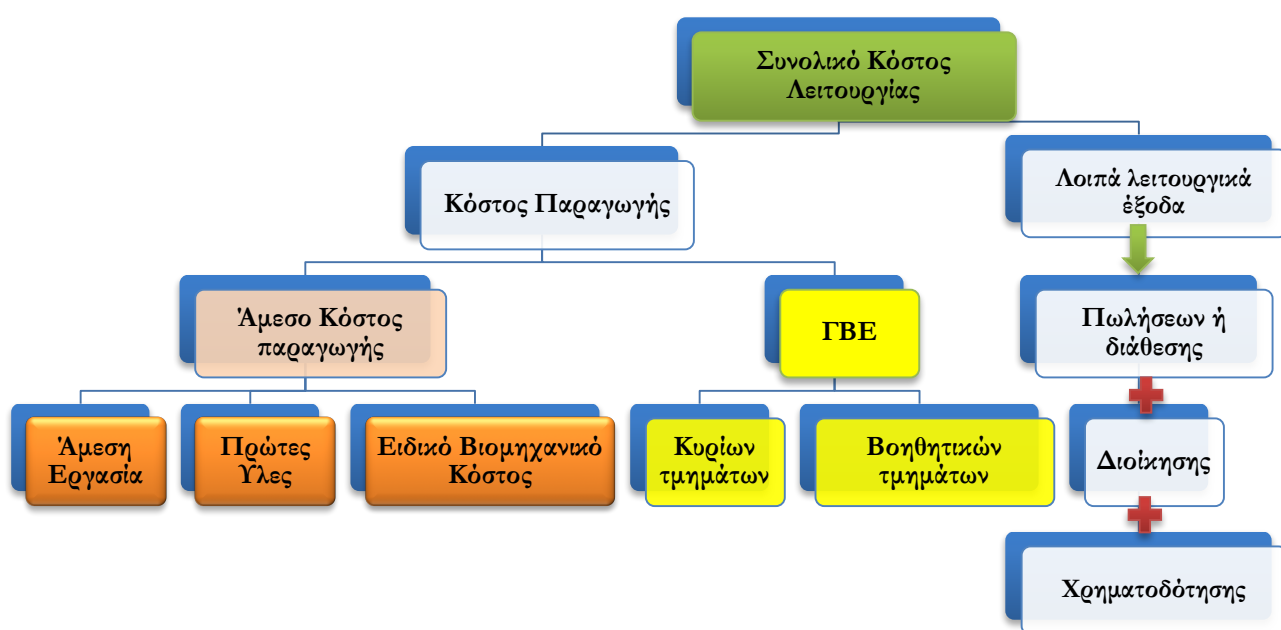 Συνολικό Κόστος
Λειτουργίας
Κόστος Παραγωγής
Λοιπά λειτουργικά
έξοδα
Άμεσο Κόστος
παραγωγής
ΓΒΕ
Πωλήσεων ή
διάθεσης
Άμεση
Εργασία
Πρώτες
Ύλες
Ειδικό Βιομηχανικό
Κόστος
Κυρίων
τμημάτων
Βοηθητικών
τμημάτων
Διοίκησης
Χρηματοδότησης